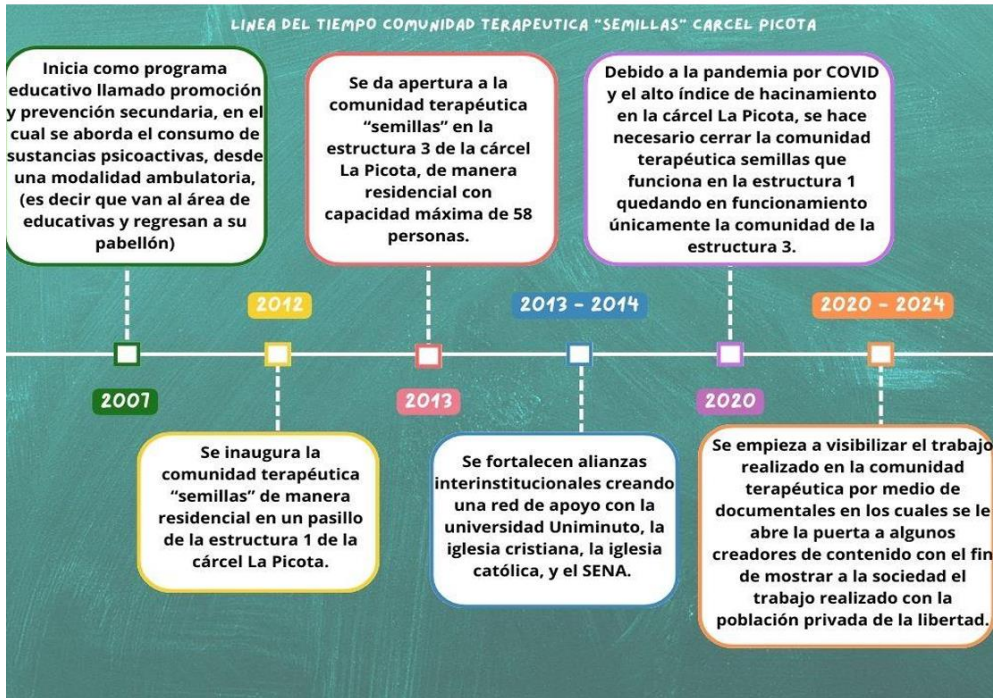 LINEA DEL TIEMPO COMUNIDAD TERAPEUTICA "SEMILLAS" CARCEL PICOTA
Inicia como programa
educativo llamado promoción
y prevención secundaria, en el
cual se aborda el consumo de
sustancias psicoactivas, desde
una modalidad ambulatoria,
(es decir que van al área de
educativas y regresan a su
pabellón)
2007
2012
Se inaugura la
comunidad terapéutica
“semillas” de manera
residencial en un pasillo
de la estructura 1 de la
cárcel La Picota.
Se da apertura a la
comunidad terapéutica
“semillas” en la
estructura 3 de la cárcel
La Picota, de manera
residencial con
capacidad máxima de 58
personas.
2013
2013 - 2014
Se fortalecen alianzas
interinstitucionales creando
una red de apoyo con la
universidad Uniminuto, la
iglesia cristiana, la iglesia
católica, y el SENA.
Debido a la pandemia por COVID
y el alto índice de hacinamiento
en la cárcel La Picota, se hace
necesario cerrar la comunidad
terapéutica semillas que
funciona en la estructura 1
quedando en funcionamiento
únicamente la comunidad de la
estructura 3.
2020
2020 - 2024
Se empieza a visibilizar el trabajo
realizado en la comunidad
terapéutica por medio de
documentales en los cuales se le
abre la puerta a algunos
creadores de contenido con el fin
de mostrar a la sociedad el
trabajo realizado con la
población privada de la libertad.